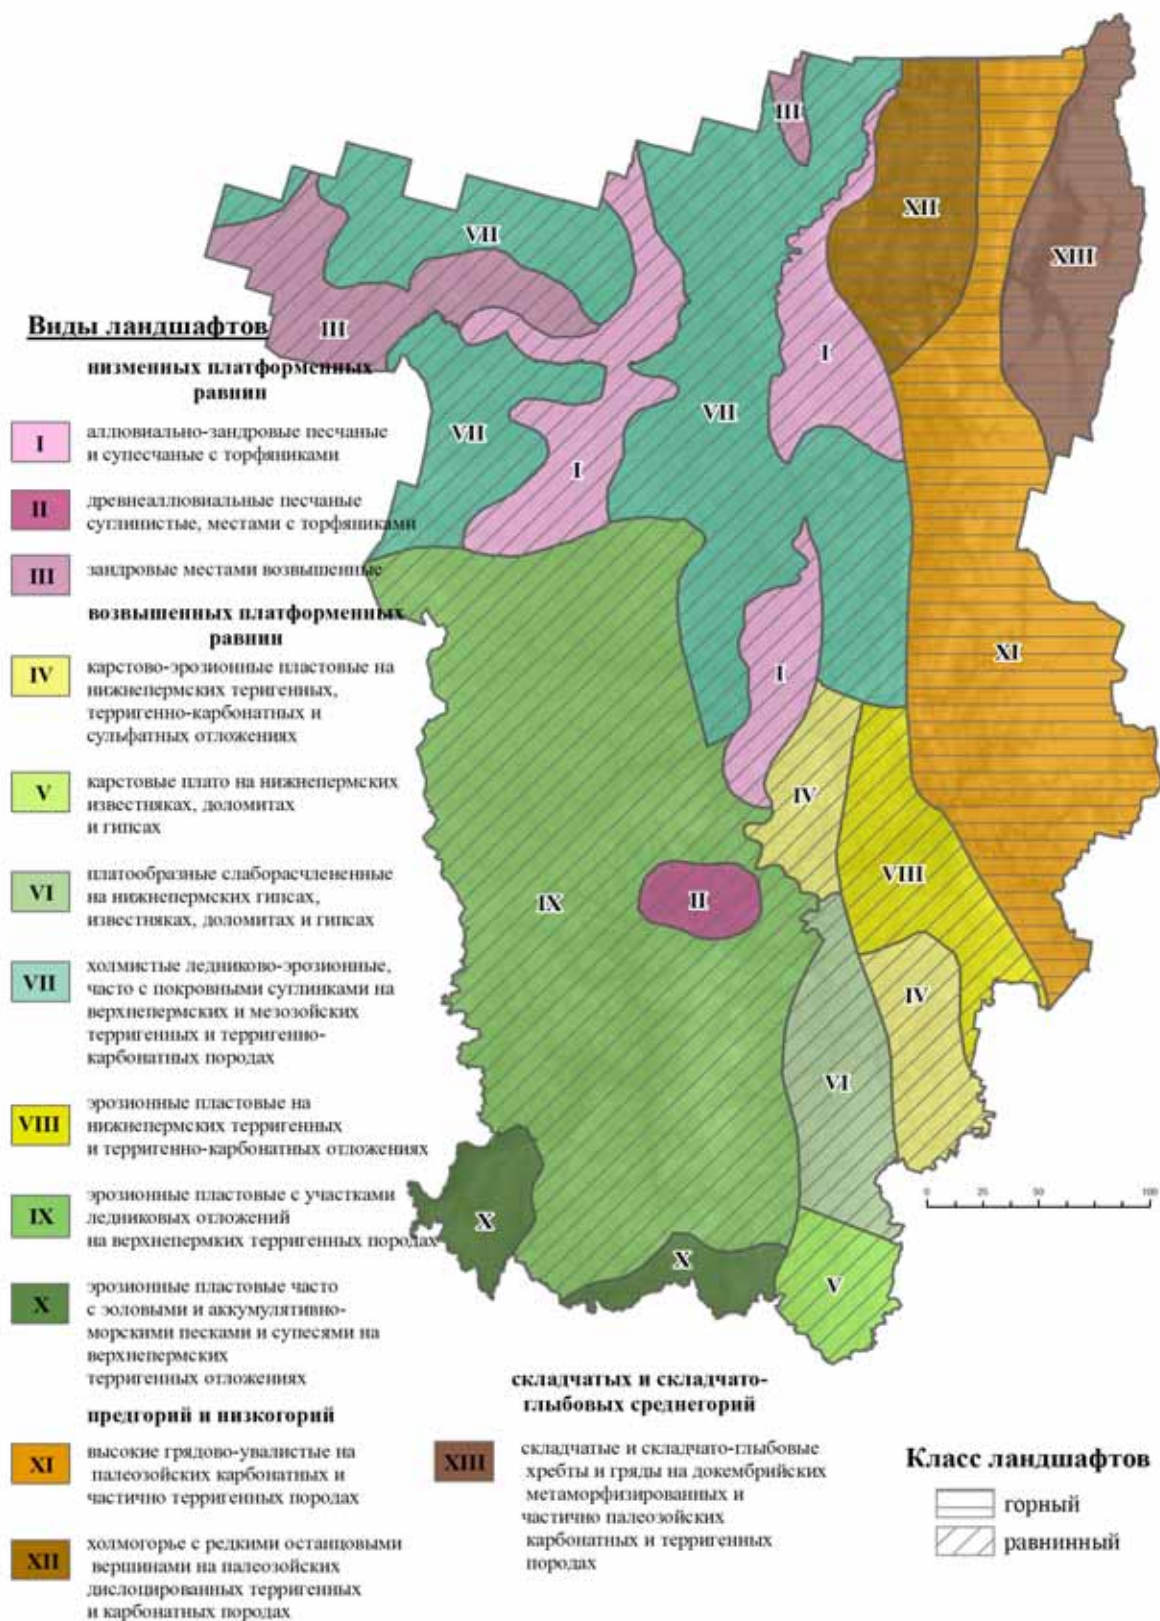 III
XII
VII
XIII
III
I
VII
VII
I
XI
I
IV
VIII
IX
II
IV
VI
X
X
V
0 25 50 100
Виды ландшафтов
низменных платформенных
равнин
I
аллювиально-зандровые песчаные
и супесчаные с торфяниками
II
древнеаллювиальные песчаные
суглинистые, местами с торфяниками
III
зандровые местами возвышенные
возвышенных платформенных
равнин
IV
карстово-эрозионные пластовые на
нижнепермских теригенных,
терригенно-карбонатных и
сульфатных отложениях
V
карстовые плато на нижнепермских
известняках, доломитах
и гипсах
VI
платообразные слаборасчлененные
на нижнепермских гипсах,
известняках, доломитах и гипсах
VII
холмистые ледниково-эрозионные,
часто с покровными суглинками на
верхнепермских и мезозойских
терригенных и терригенно-
карбонатных породах
VIII
эрозионные пластовые на
нижнепермских терригенных
и терригенно-карбонатных отложениях
IX
эрозионные пластовые с участками
ледниковых отложений
на верхнепермких терригенных породах
X
эрозионные пластовые часто
с эоловыми и аккумулятивно-
морскими песками и супесями на
верхнепермских
терригенных отложениях
предгорий и низкогорий
XI
высокие грядово-увалистые на
палеозойских карбонатных и
частично терригенных породах
XII
холмогорье с редкими останцовыми
вершинами на палеозойских
дислоцированных терригенных
и карбонатных породах
складчатых и складчато-
глыбовых среднегорий
XIII
складчатые и складчато-глыбовые
хребты и гряды на докембрийских
метаморфизированных и
частично палеозойских
карбонатных и терригенных
породах
Класс ландшафтов
горный
равнинный